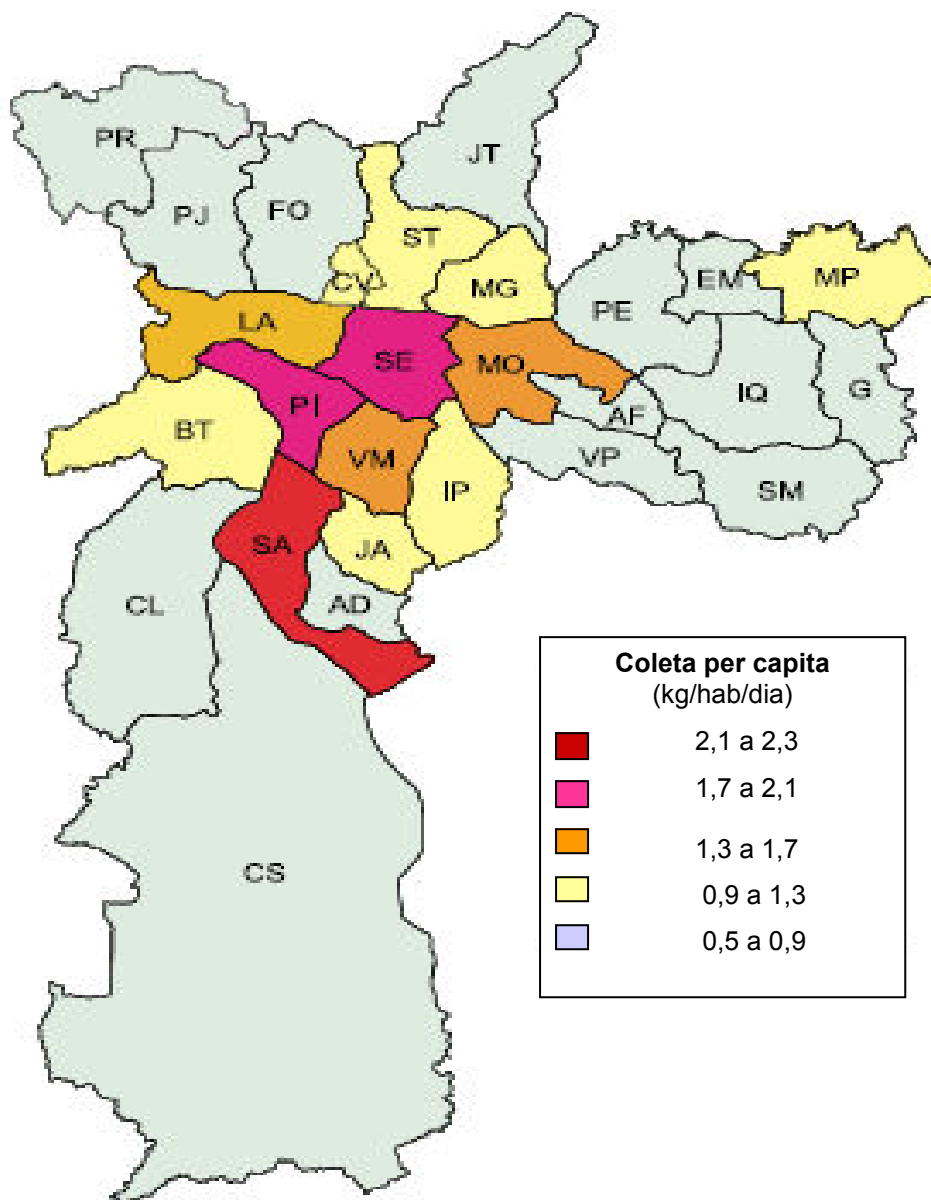 PR
JT
PJ
FO
ST
CV
MG
EM
MP
PE
LA
SE
MO
PI
IQ
G
AF
BT
VM
VP
IP
SM
SA
JA
CL
AD
CS
Coleta per capita
(kg/hab/dia)
2,1 a 2,3
1,7 a 2,1
1,3 a 1,7
0,9 a 1,3
0,5 a 0,9